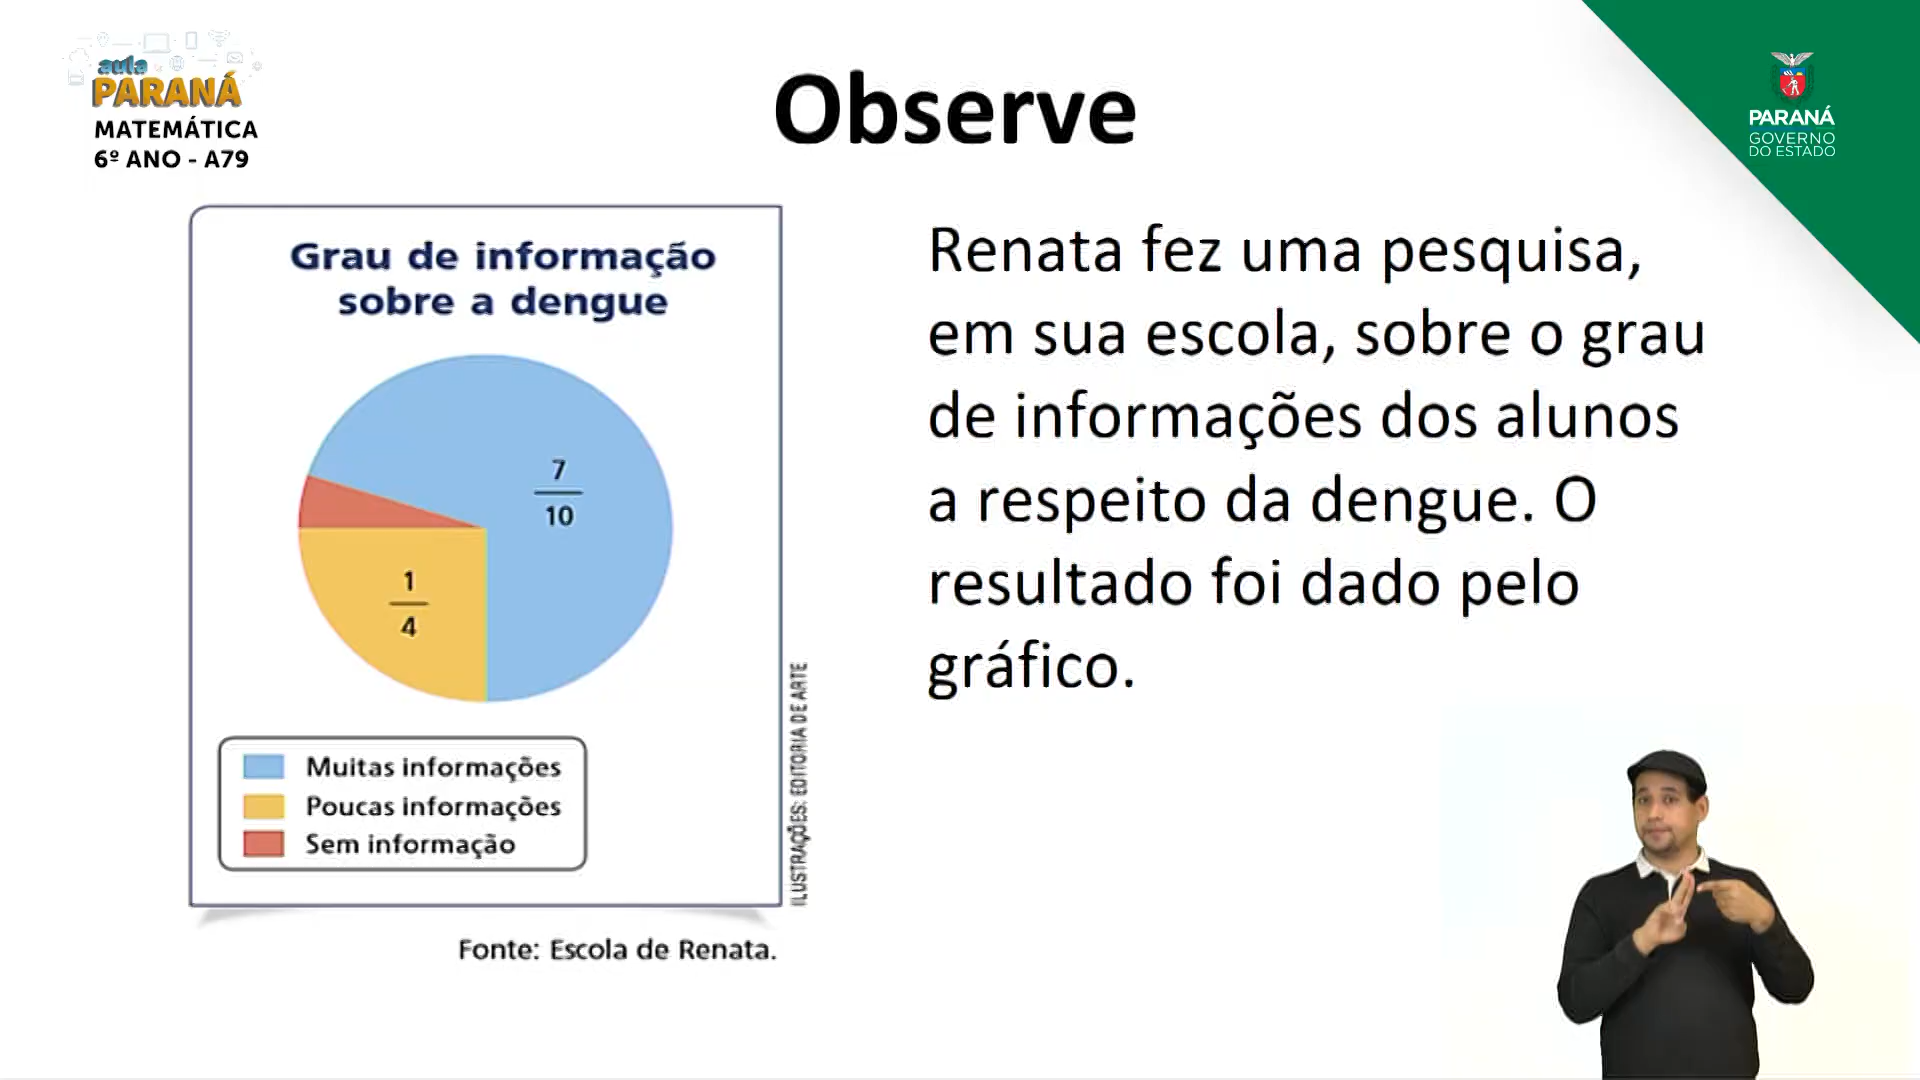 aula
PARANÁ
MATEMÁTICA
6º ANO - A79
Observe
PARANÁ
GOVERNO
DO ESTADO
Grau de informação
sobre a dengue
7
10
1
4
Muitas informações
Poucas informações
Sem informação
ILUSTRAÇÕES: EDITORIA DE ARTE
Fonte: Escola de Renata.
Renata fez uma pesquisa,
em sua escola, sobre o grau
de informações dos alunos
a respeito da dengue. O
resultado foi dado pelo
gráfico.